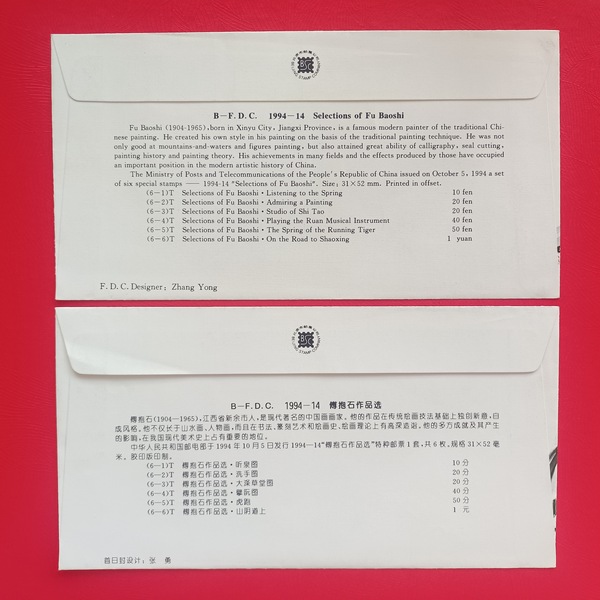 B-F. D. C. 1994-14 Selections of Fu Baoshi
Fu Baoshi (1904-1965), born in Xinyu City, Jiangxi Province, is a famous modern painter of the traditional Chi-
nese painting. He created his own style in his painting on the basis of the traditional painting technique. He was not
only good at mountains-and-waters and figures painting, but also attained great ability of calligraphy, seal cutting,
painting history and painting theory. His achievements in many fields and the effects produced by those have occupied
an important position in the modern artistic history of China.
The Ministry of Posts and Telecommunications of the People's Republic of China issued on October 5, 1994 a set
of six special stamps —— 1994-14 "Selections of Fu Baoshi". Size: 31×52 mm. Printed in offset.
(6-1)T Selections of Fu Baoshi·Listening to the Spring 10 fen
(6-2)T Selections of Fu Baoshi·Admiring a Painting 20 fen
(6-3)T Selections of Fu Baoshi·Studio of Shi Tao 20 fen
(6-4)T Selections of Fu Baoshi·Playing the Ruan Musical Instrument 40 fen
(6-5)T Selections of Fu Baoshi·The Spring of the Running Tiger 50 fen
(6-6)T Selections of Fu Baoshi·On the Road to Shaoxing 1 yuan
F. D. C. Designer: Zhang Yong
B-F. D. C. 1994-14 傅抱石作品选
傅抱石(1904-1965),江西省新余市人,是现代著名的中国画画家。他的作品在传统绘画技法基础上独创新意,自
成风格。他不仅长于山水画、人物画,而且在书法、篆刻艺术和绘画史、绘画理论上有高深造诣。他的多方成就及其产生
的影响,在我国现代美术史上占有重要的地位。
中华人民共和国邮电部于1994年10月5日发行1994-14"傅抱石作品选"特种邮票1套,共6枚。规格31×52毫
米。胶印版印制。
(6-1)T 傅抱石作品选·听泉图 10分
(6-2)T 傅抱石作品选·洗手图 20分
(6-3)T 傅抱石作品选·大涤草堂图 20分
(6-4)T 傅抱石作品选·擘阮图 40分
(6-5)T 傅抱石作品选·虎跑 50分
(6-6)T 傅抱石作品选·山阴道上 1元
首日封设计:张 勇